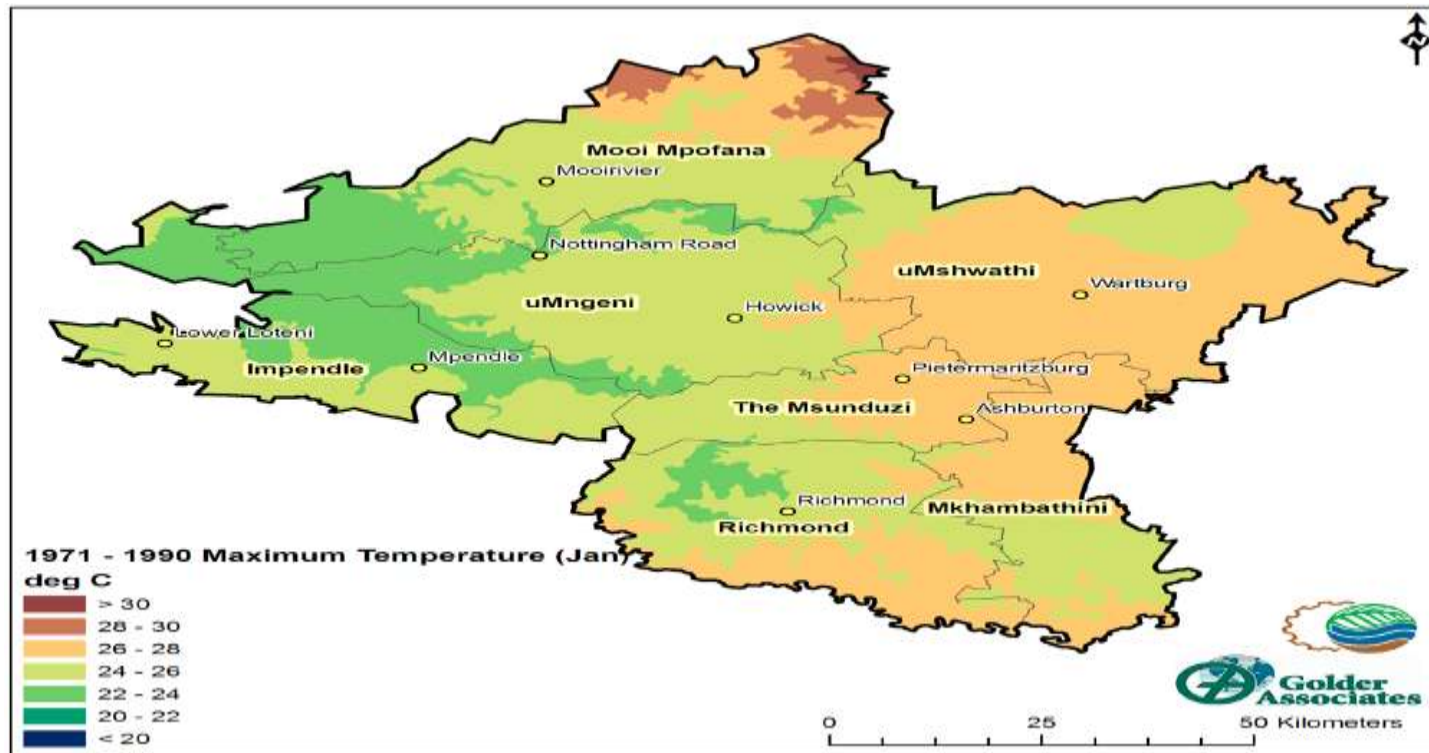 N
Mooi Mpofana
Mooirivier
Nottingham Road
uMshwathi
Wartburg
uMngeni
Howick
Lower Loteni
Mpendle
Impendle
Pietermaritzburg
The Msunduzi
Ashburton
Richmond
Mkhambathini
Richmond
1971 - 1990 Maximum Temperature (Jan)
deg C
> 30
28 - 30
26 - 28
24 - 26
22 - 24
20 - 22
< 20
Golder
Associates
0 25 50 Kilometers